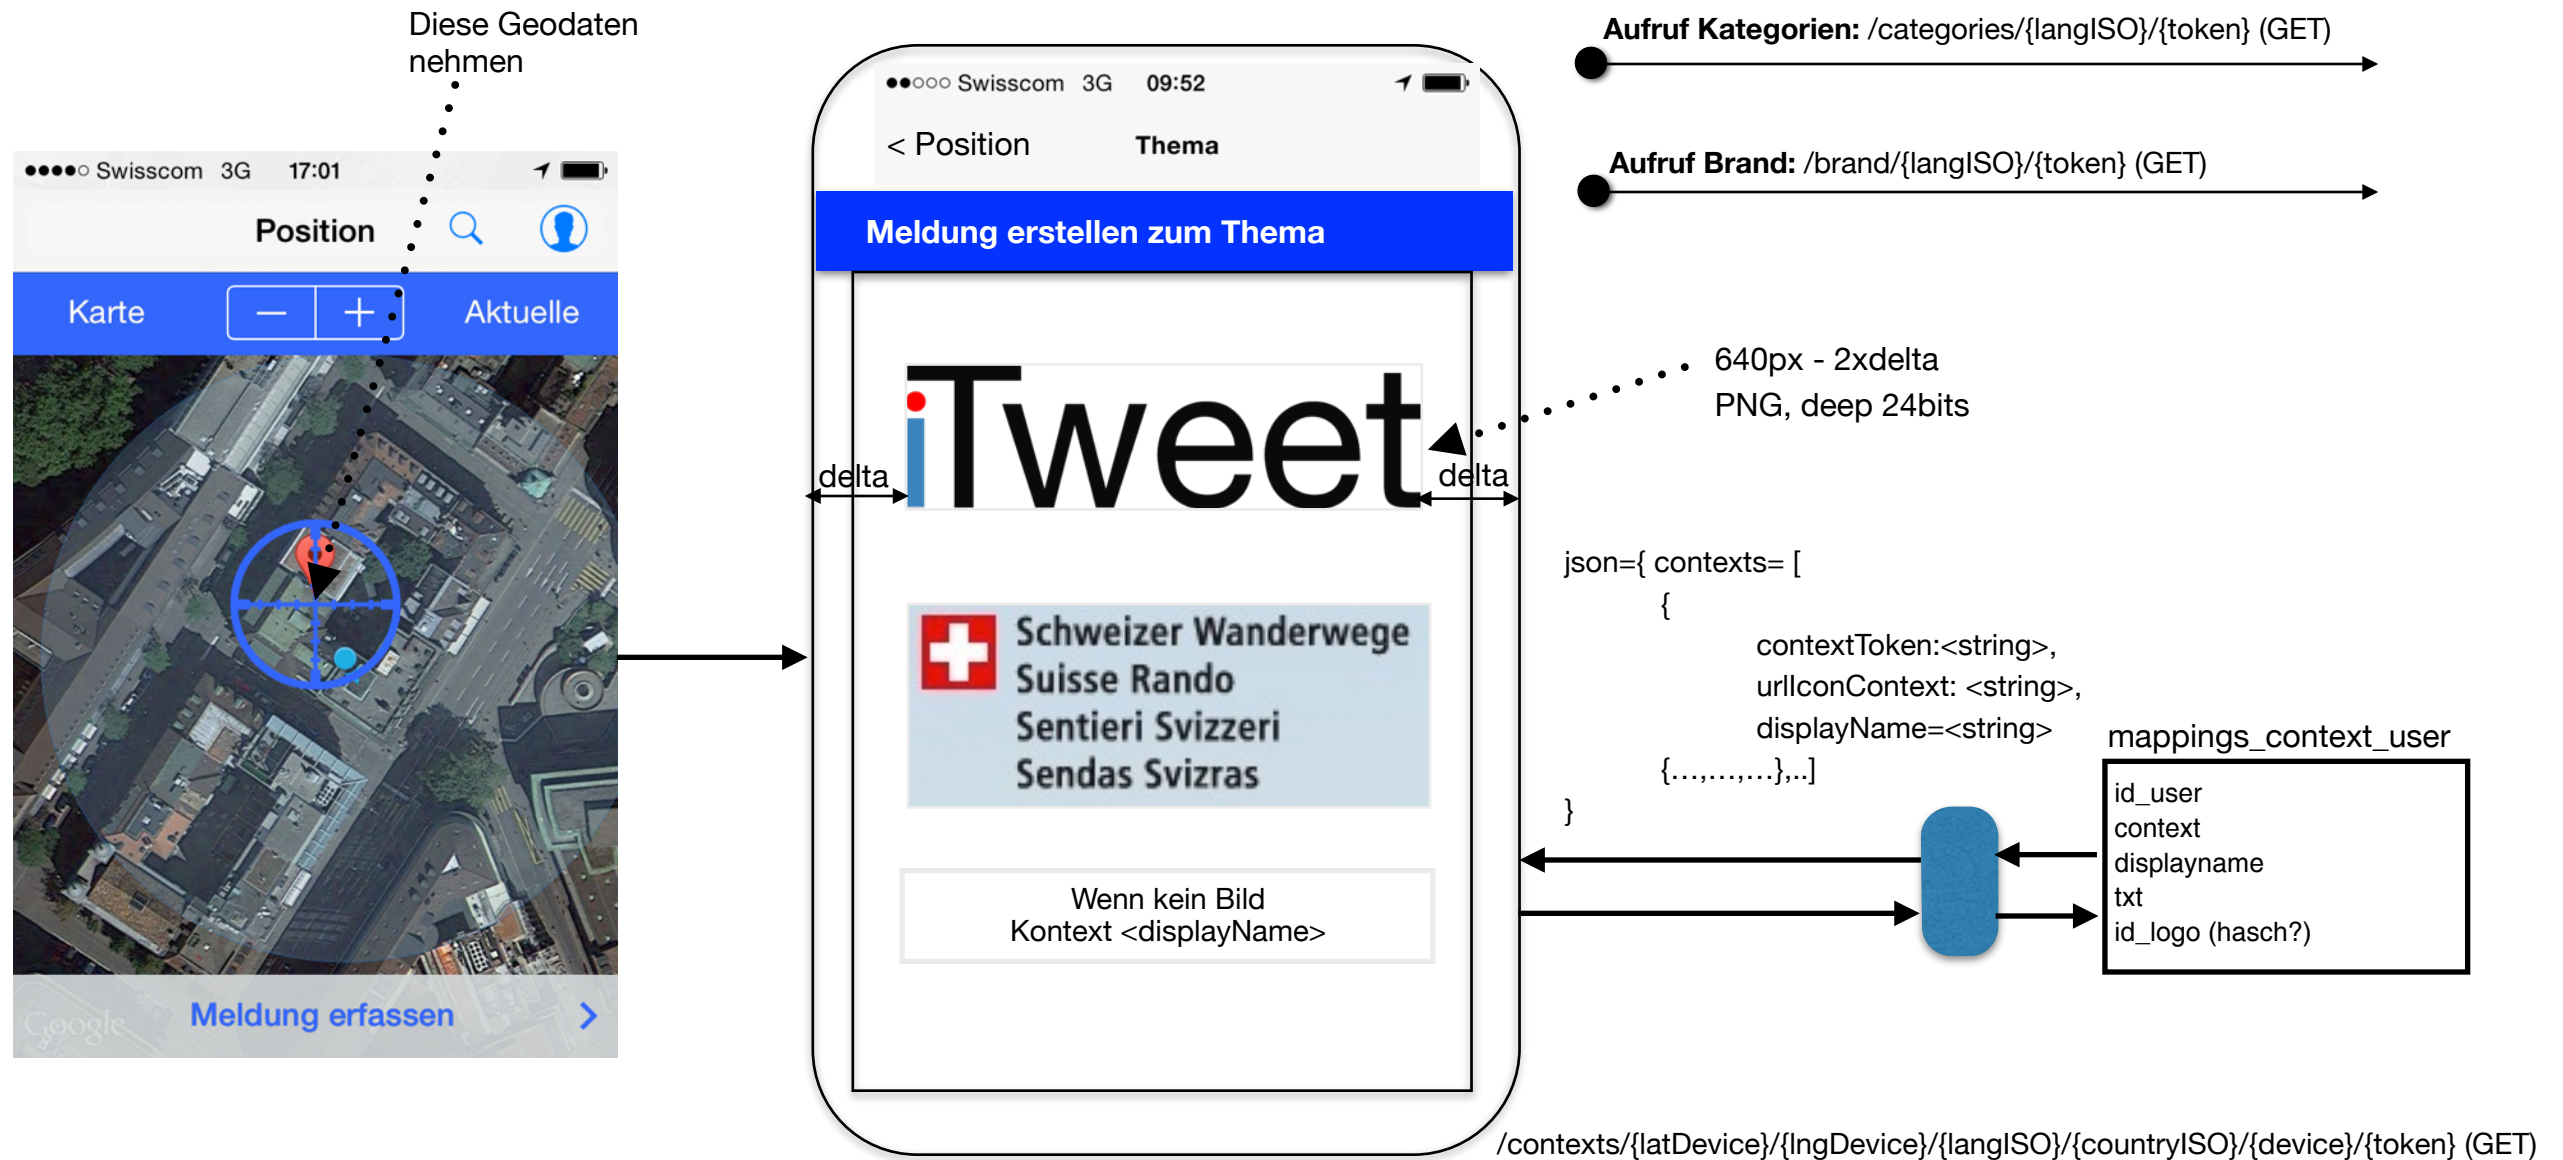 Diese Geodaten
nehmen
Swisscom 3G 17:01
Position
Karte
Aktuelle
Google
Meldung erfassen
Swisscom 3G 09:52
< Position
Thema
Meldung erstellen zum Thema
iTweet
delta
delta
Schweizer Wanderwege
Suisse Rando
Sentieri Svizzeri
Sendas Svizras
Wenn kein Bild
Kontext <displayName>
Aufruf Kategorien: /categories/{langISO}/{token} (GET)
Aufruf Brand: /brand/{langISO}/{token} (GET)
640px - 2xdelta
PNG, deep 24bits
json={ contexts= [
{
contextToken:<string>,
urlIconContext: <string>,
displayName=<string>
{...,...,...},..]
}
mappings_context_user
id_user
context
displayname
txt
id_logo (hasch?)
/contexts/{latDevice}/{lngDevice}/{langISO}/{countryISO}/{device}/{token} (GET)